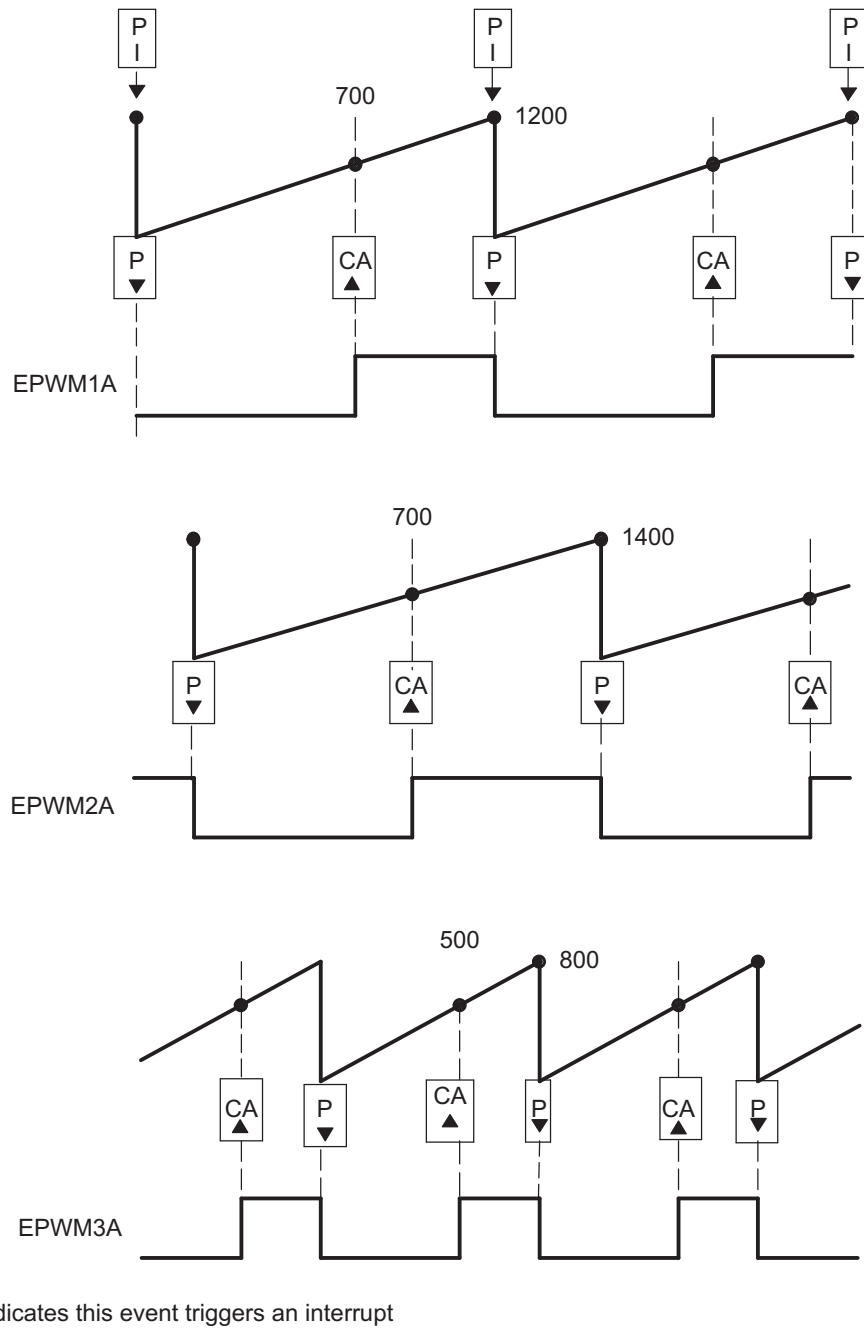 P
I
P
I
P
I
700
1200
P
CA
P
CA
P
EPWM1A
700
1400
P
CA
P
CA
EPWM2A
500
800
CA
P
CA
P
CA
P
EPWM3A
dicates this event triggers an interrupt